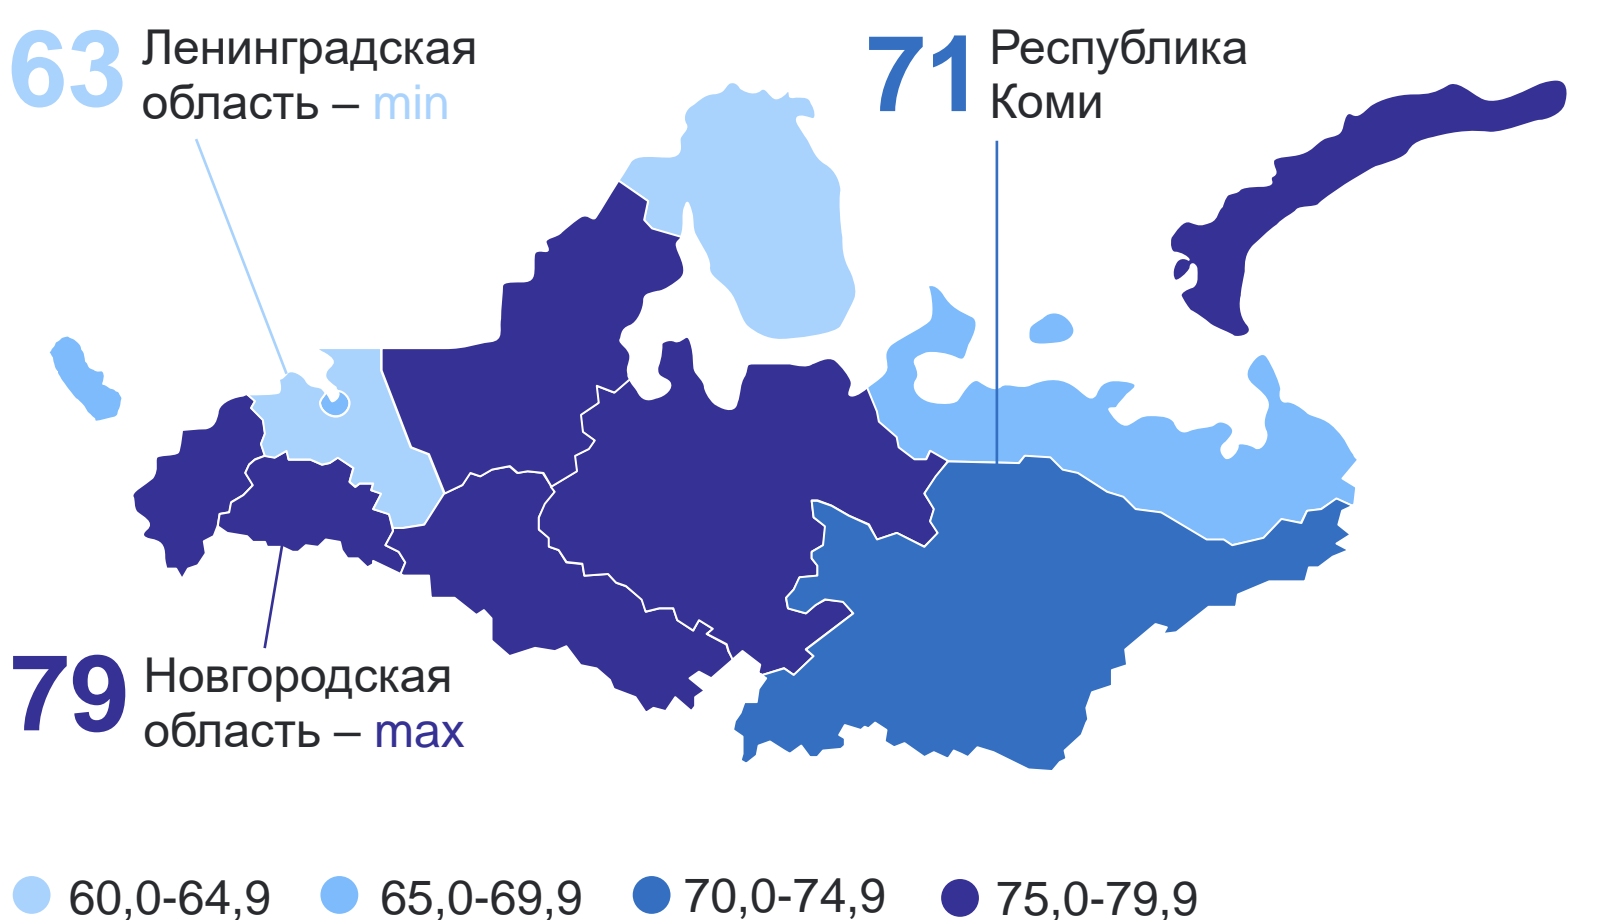 63 Ленинградская
область – min
71 Республика
Коми
79 Новгородская
область – max
60,0-64,9 65,0-69,9 70,0-74,9 75,0-79,9